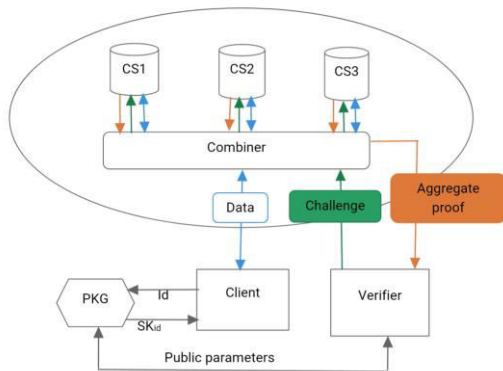 CS1
CS2
CS3
Combiner
Data
Challenge
Aggregate
proof
PKG
Id
SKid
Client
Verifier
Public parameters